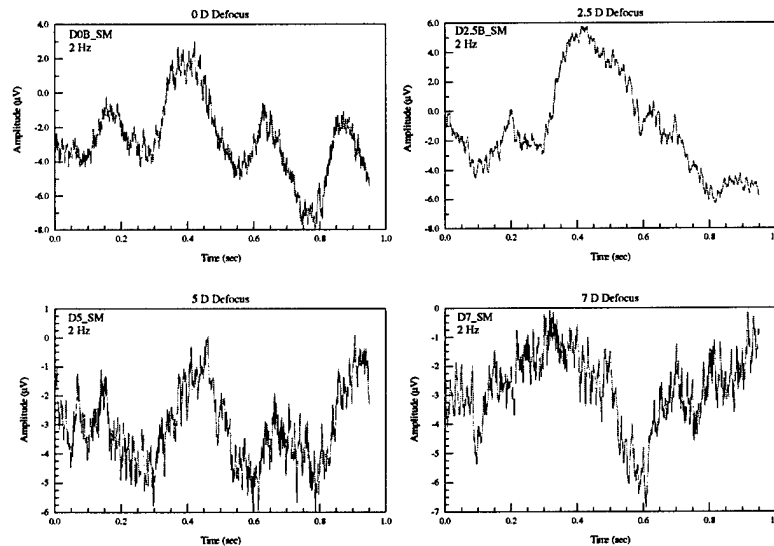 0 D Defocus
D0B_SM
2 Hz
4.0
2.0
0.0
-2.0
-4.0
-6.0
-8.0
Amplitude (µV)
0.0 0.2 0.4 0.6 0.8 1.0
Time (sec)
2.5 D Defocus
D2.5B_SM
2 Hz
6.0
4.0
2.0
0.0
-2.0
-4.0
-6.0
-8.0
Amplitude (µV)
0.0 0.2 0.4 0.6 0.8 1.0
Time (sec)
5 D Defocus
D5_SM
2 Hz
1
0
-1
-2
-3
-4
-5
-6
Amplitude (µV)
0.0 0.2 0.4 0.6 0.8 1.0
Time (sec)
7 D Defocus
D7_SM
2 Hz
0
-1
-2
-3
-4
-5
-6
-7
Amplitude (µV)
0.0 0.2 0.4 0.6 0.8 1.0
Time (sec)